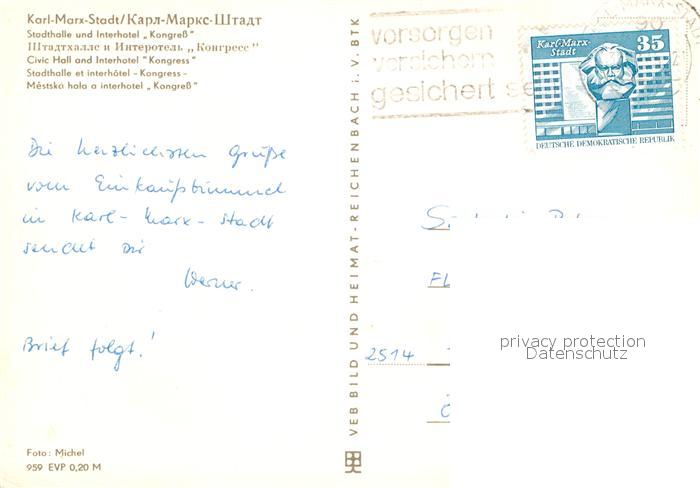 Karl-Marx-Stadt/Карл-Маркс-Штадт
Stadthalle und Interhotel „Kongreß"
Штадтхаллс и Интеротель „Конгресс"
Civic Hall and Interhotel "Kongress"
Stadthalle et interhôtel - Kongress -
Městská hala a interhotel „Kongreß"
Die herzlichsten Grüße
vom Einkaufsbummel
in Karl-Marx-Stadt
sendet Dir
Werner.
Brief folgt!
Foto: Michel
959 EVP 0,20 M
VEB BILD UND HEIMAT-REICHENBACH i. V. BTK
vorsorgen
versichern
gesichert se
Karl-Marx-
Stadt
35
DEUTSCHE DEMOKRATISCHE REPUBLIK
FL
2514
privacy protection
Datenschutz